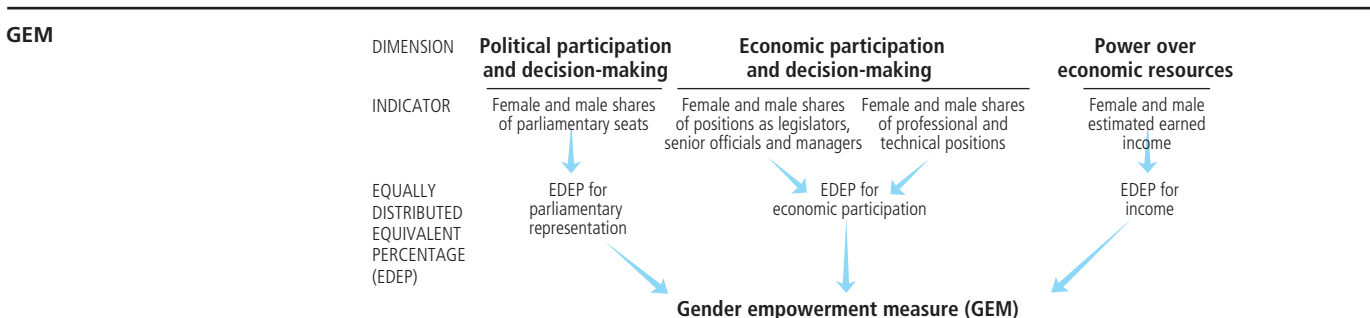 GEM
DIMENSION
Political participation
and decision-making
Economic participation
and decision-making
Power over
economic resources
INDICATOR
Female and male shares
of parliamentary seats
Female and male shares
of positions as legislators,
senior officials and managers
Female and male shares
of professional and
technical positions
Female and male
estimated earned
income
EQUALLY
DISTRIBUTED
EQUIVALENT
PERCENTAGE
(EDEP)
EDEP for
parliamentary
representation
EDEP for
economic participation
EDEP for
income
Gender empowerment measure (GEM)